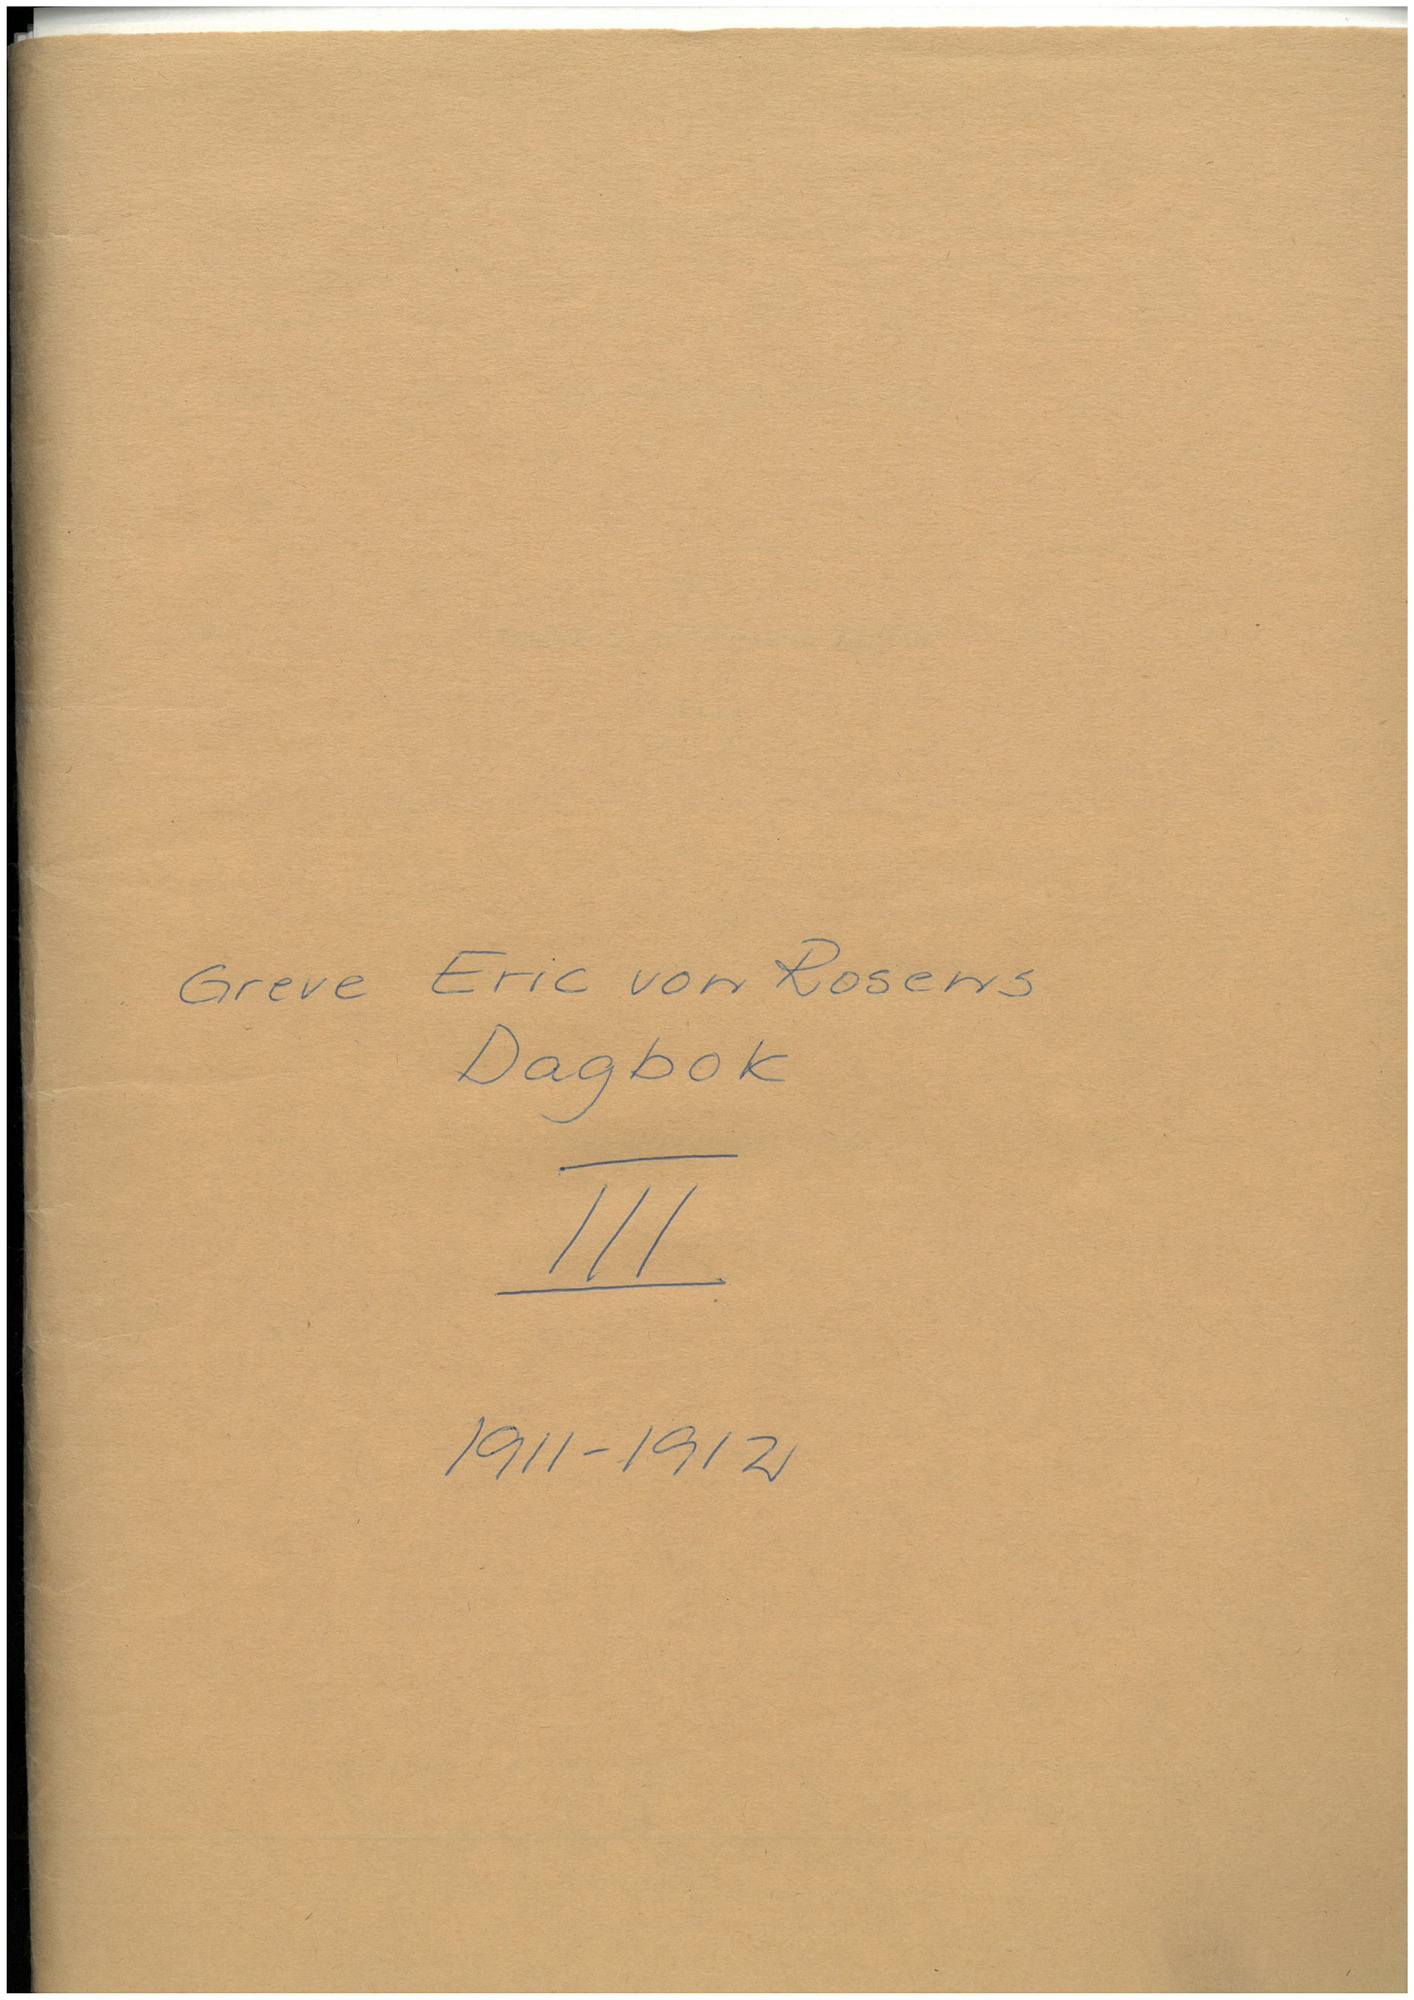 Greve Eric von Rosens
Dagbok
III
1911-1912